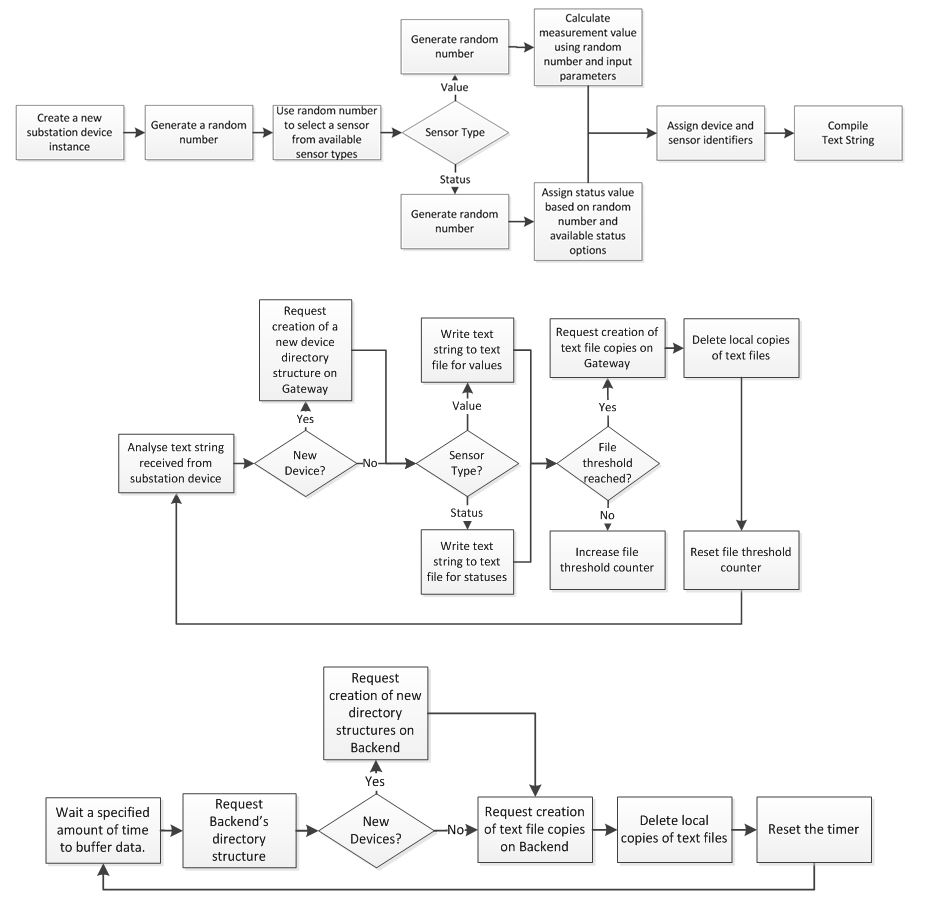 Create a new
substation device
instance
Generate a random
number
Use random number
to select a sensor
from available
sensor types
Sensor Type
Value
Generate random
number
Calculate
measurement value
using random
number and input
parameters
Status
Generate random
number
Assign status value
based on random
number and
available status
options
Assign device and
sensor identifiers
Compile
Text String
Analyse text string
received from
substation device
New
Device?
Yes
Request
creation of a
new device
directory
structure on
Gateway
No
Sensor
Type?
Value
Write text
string to text
file for values
Status
Write text
string to text
file for statuses
File
threshold
reached?
Yes
Request creation of
text file copies on
Gateway
Delete local copies
of text files
No
Increase file
threshold counter
Reset file threshold
counter
Wait a specified
amount of time
to buffer data.
Request
Backend's
directory
structure
New
Devices?
Yes
Request
creation of new
directory
structures on
Backend
No
Request creation
of text file copies
on Backend
Delete local
copies of text files
Reset the timer